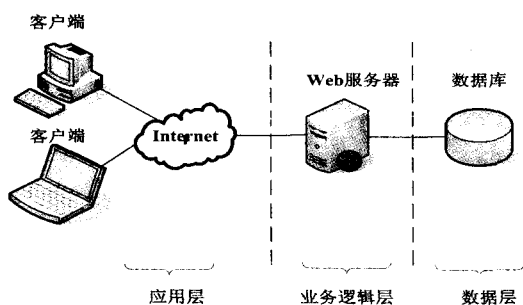 客户端
Web服务器
数据库
客户端
Internet
应用层
业务逻辑层
数据层